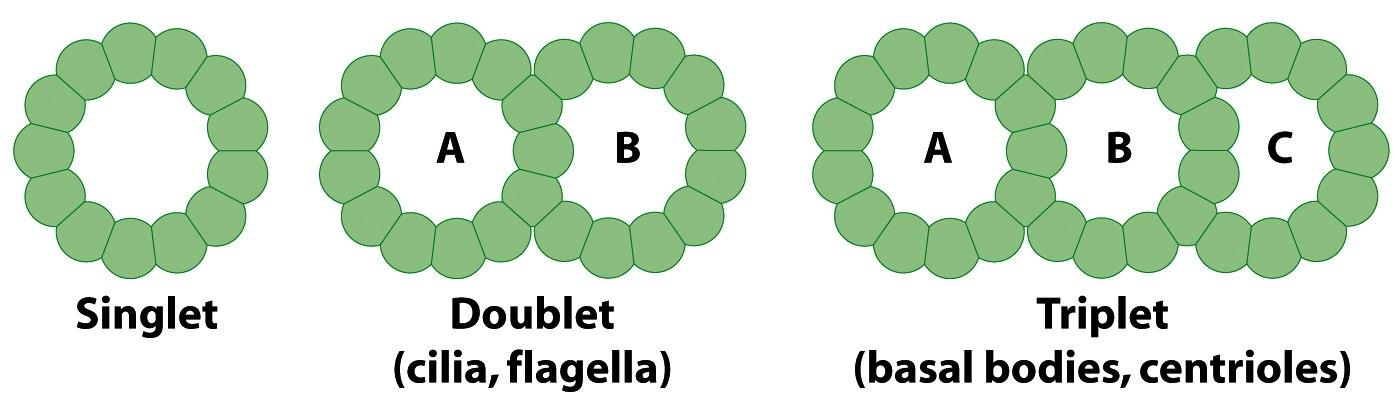 A B A B C
Singlet Doublet Triplet
(cilia, flagella) (basal bodies, centrioles)